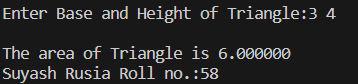 Enter Base and Height of Triangle:3 4
The area of Triangle is 6.000000
Suyash Rusia Roll no.:58